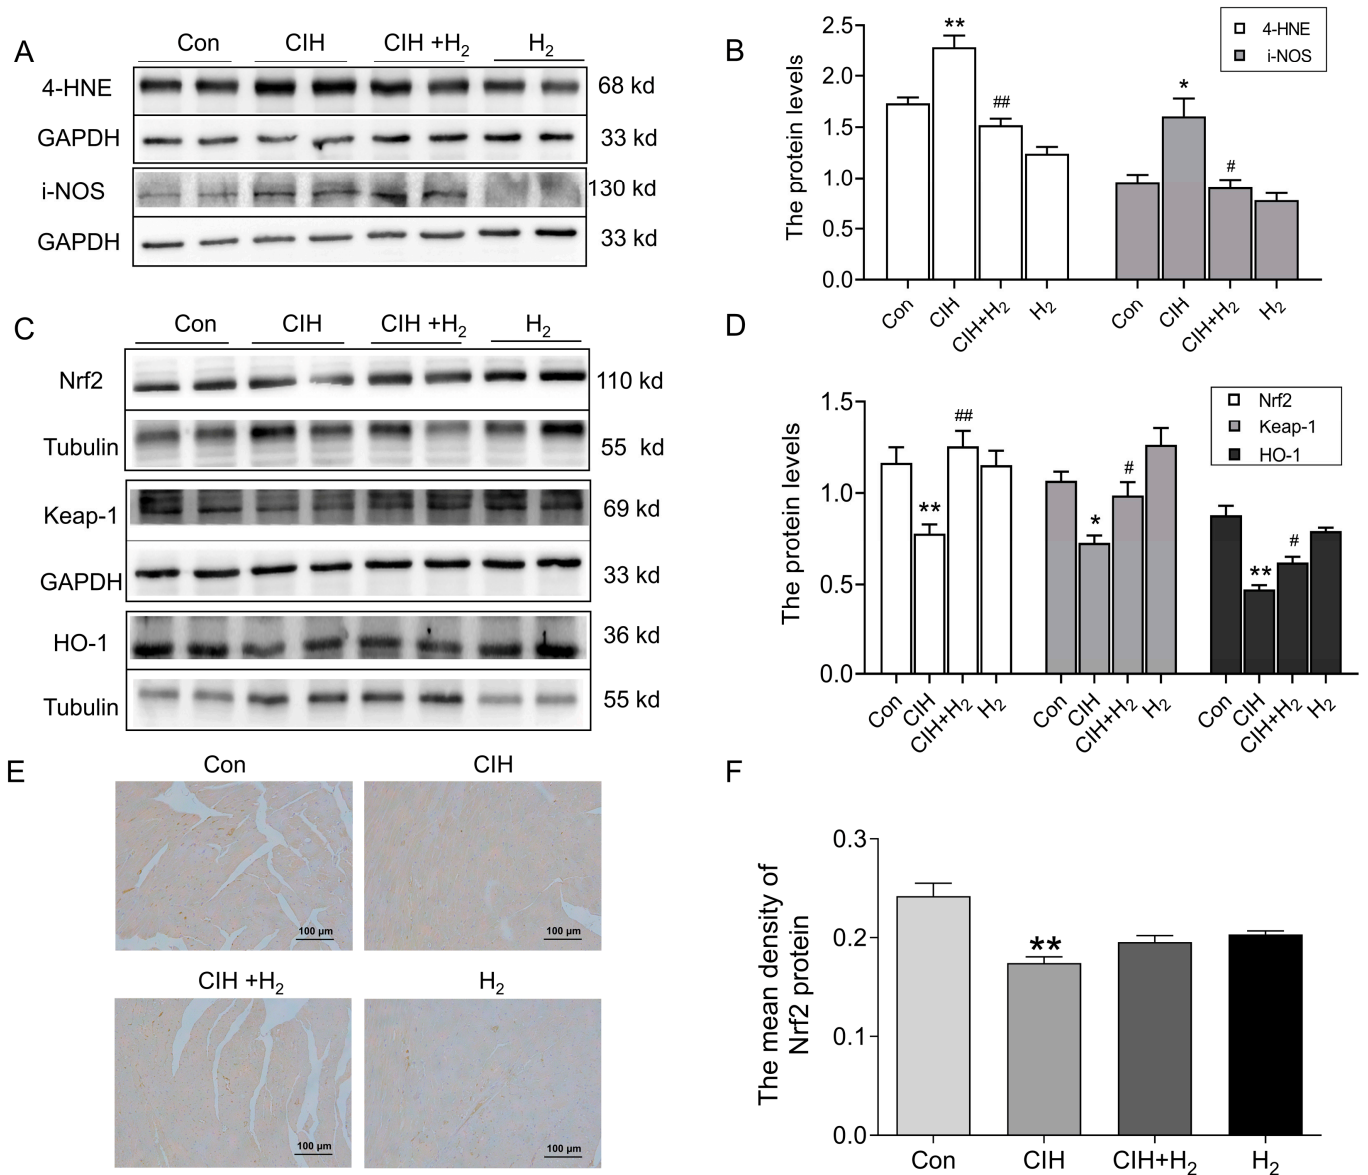 A
Con CIH CIH +H₂ H₂
4-HNE 68 kd
GAPDH 33 kd
i-NOS 130 kd
GAPDH 33 kd
B
The protein levels
2.5
2.0
1.5
1.0
0.5
0.0
** ## * #
4-HNE
i-NOS
Con CIH CIH+H₂ H₂ Con CIH CIH+H₂ H₂
C
Con CIH CIH +H₂ H₂
Nrf2 110 kd
Tubulin 55 kd
Keap-1 69 kd
GAPDH 33 kd
HO-1 36 kd
Tubulin 55 kd
D
The protein levels
1.5
1.0
0.5
0.0
** ## * # ** #
Nrf2
Keap-1
HO-1
Con CIH CIH+H₂ H₂ Con CIH CIH+H₂ H₂ Con CIH CIH+H₂ H₂
E
Con CIH
100 µm 100 µm
CIH +H₂ H₂
100 µm 100 µm
F
The mean density of
Nrf2 protein
0.3
0.2
0.1
0.0
**
Con CIH CIH+H₂ H₂